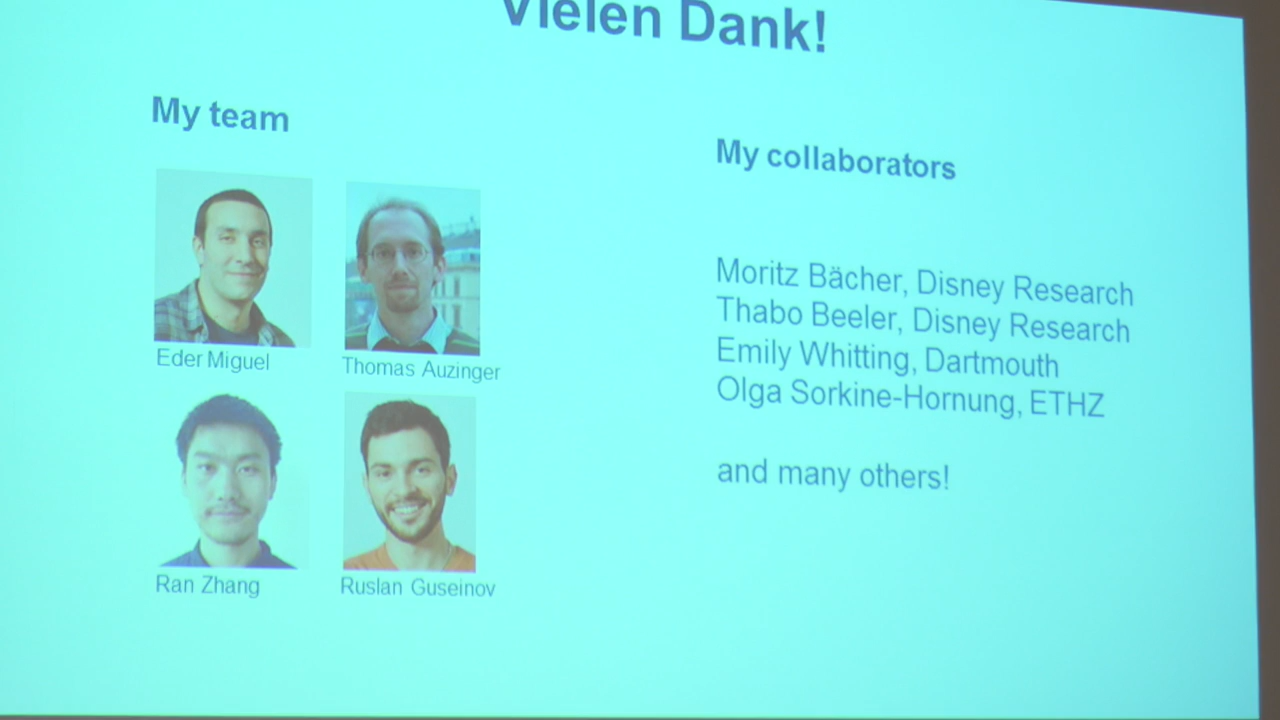 Vielen Dank!
My team
Eder Miguel
Thomas Auzinger
Ran Zhang
Ruslan Guseinov
My collaborators
Moritz Bächer, Disney Research
Thabo Beeler, Disney Research
Emily Whitting, Dartmouth
Olga Sorkine-Hornung, ETHZ
and many others!